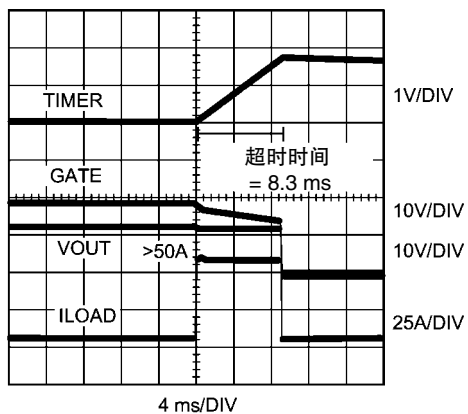 TIMER
1V/DIV
超时时间
= 8.3 ms
GATE
10V/DIV
10V/DIV
VOUT
>50A
ILOAD
25A/DIV
4 ms/DIV